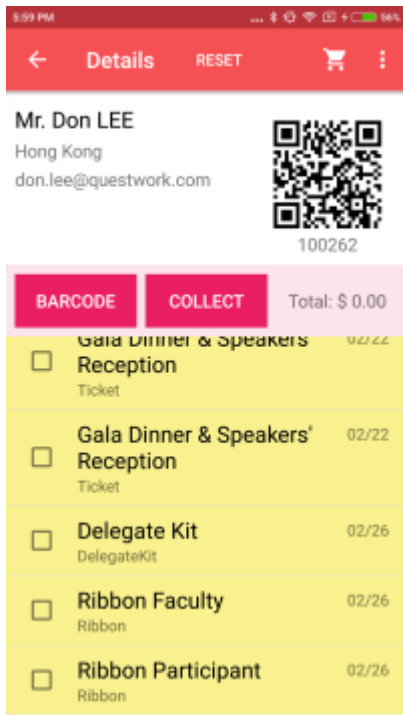 5:59 PM ... 56%
Details RESET
Mr. Don LEE
Hong Kong
don.lee@questwork.com
100262
BARCODE COLLECT Total: $ 0.00
Gala Dinner & Speakers' 02/22
Reception
Ticket
Gala Dinner & Speakers' 02/22
Reception
Ticket
Delegate Kit 02/26
DelegateKit
Ribbon Faculty 02/26
Ribbon
Ribbon Participant 02/26
Ribbon